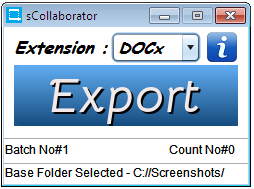 sCollaborator
Extension : DOCx
Export
Batch No#1 Count No#0
Base Folder Selected - C://Screenshots/